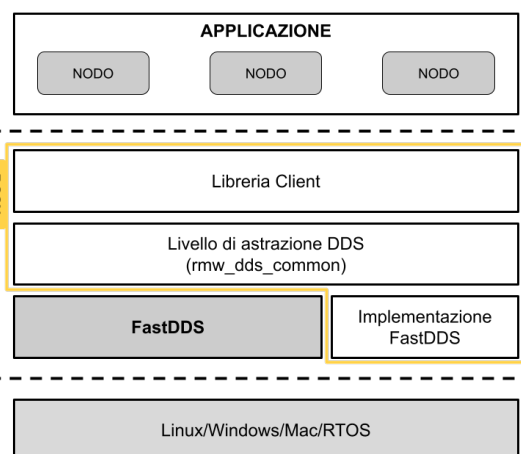 APPLICAZIONE
NODO
NODO
NODO
Libreria Client
Livello di astrazione DDS
(rmw_dds_common)
FastDDS
Implementazione
FastDDS
Linux/Windows/Mac/RTOS